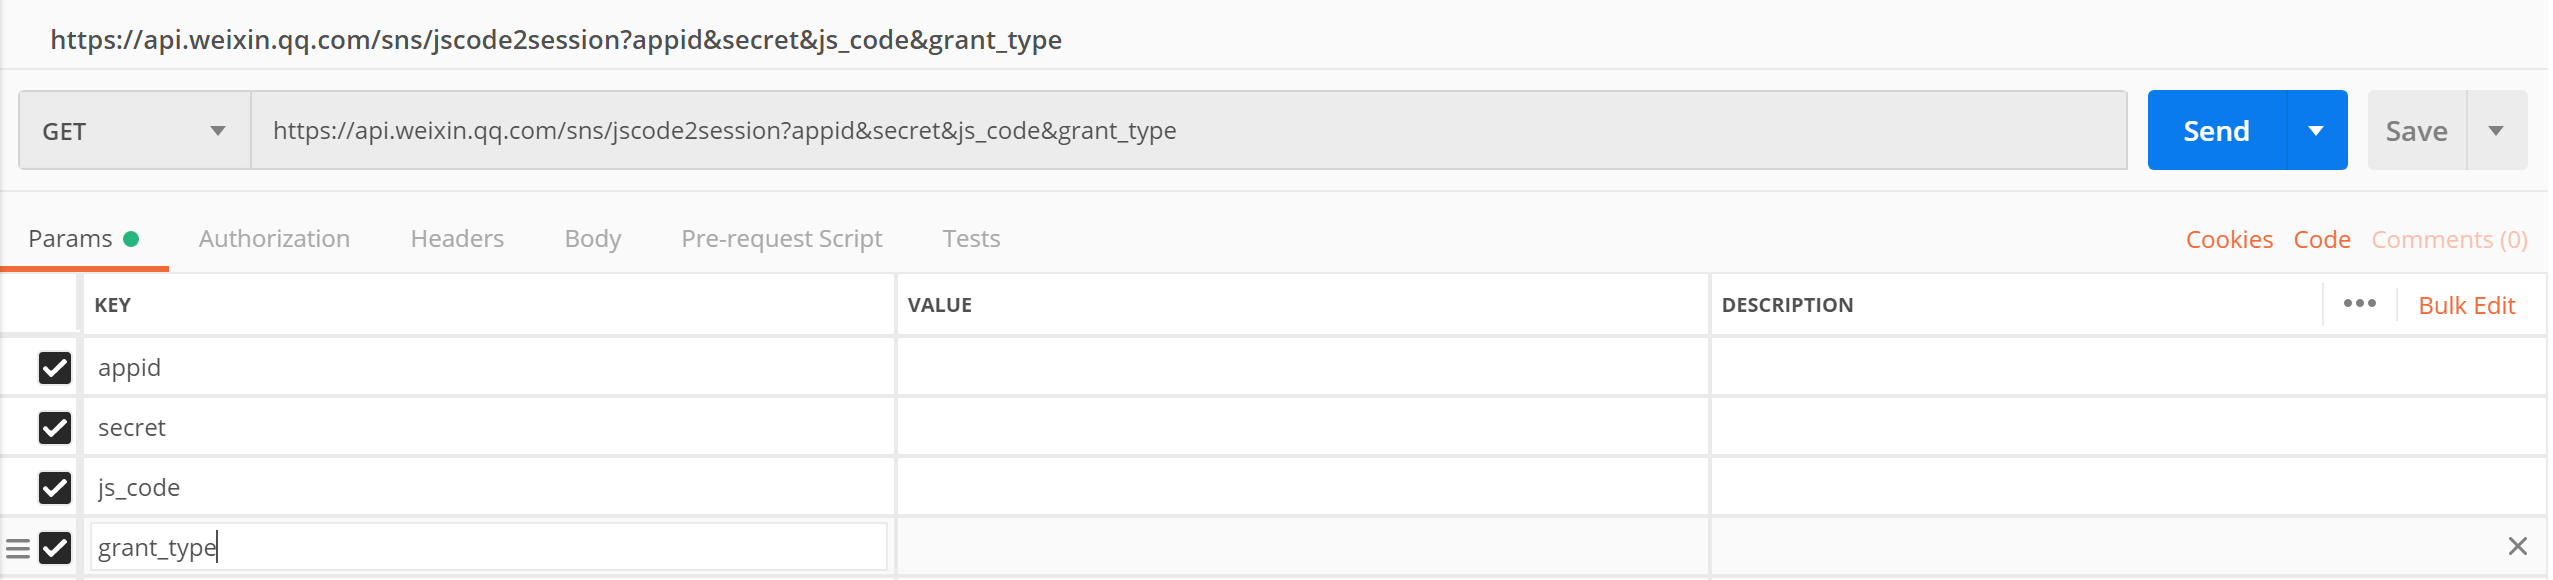 https://api.weixin.qq.com/sns/jscode2session?appid&secret&js_code&grant_type
GET https://api.weixin.qq.com/sns/jscode2session?appid&secret&js_code&grant_type Send Save
Params Authorization Headers Body Pre-request Script Tests Cookies Code Comments (0)
KEY VALUE DESCRIPTION Bulk Edit
appid
secret
js_code
grant_type